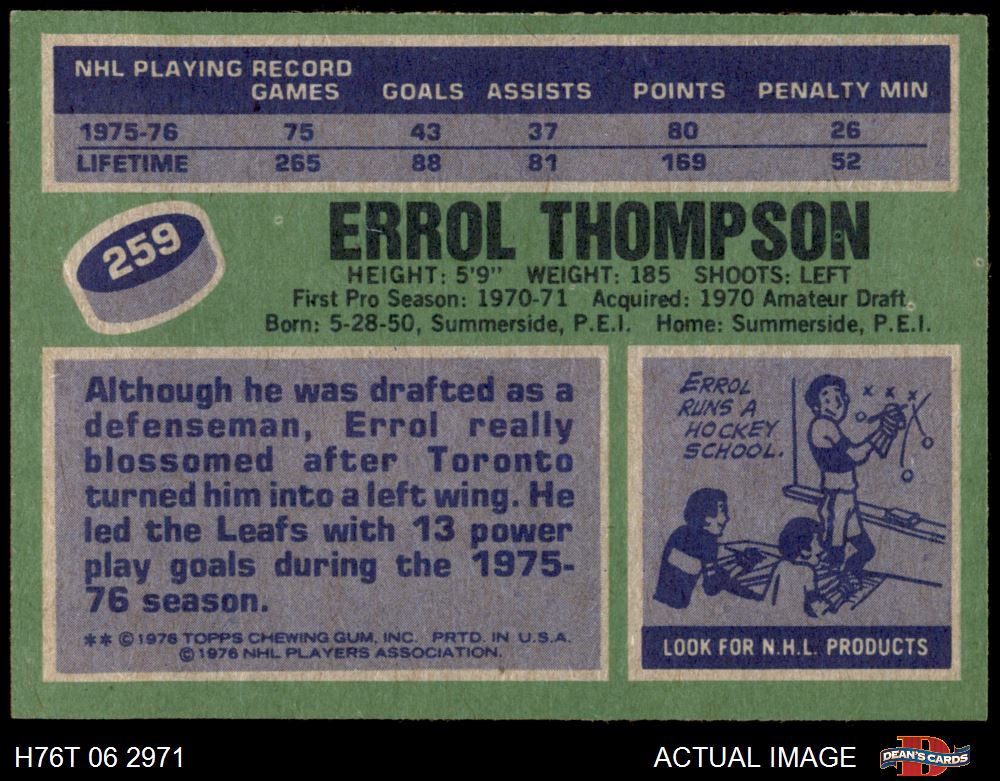 NHL PLAYING RECORD
GAMES GOALS ASSISTS POINTS PENALTY MIN
1975-76 75 43 37 80 26
LIFETIME 265 88 81 169 52
259
ERROL THOMPSON
HEIGHT: 5'9" WEIGHT: 185 SHOOTS: LEFT
First Pro Season: 1970-71 Acquired: 1970 Amateur Draft
Born: 5-28-50, Summerside, P.E.I. Home: Summerside, P.E.I.
Although he was drafted as a
defenseman, Errol really
blossomed after Toronto
turned him into a left wing. He
led the Leafs with 13 power
play goals during the 1975-
76 season.
** © 1976 TOPPS CHEWING GUM, INC. PRTD. IN U.S.A.
© 1976 NHL PLAYERS ASSOCIATION.
ERROL
RUNS A
HOCKEY
SCHOOL.
x x x
LOOK FOR N.H.L. PRODUCTS
H76T 06 2971
ACTUAL IMAGE
D
DEAN'S CARDS